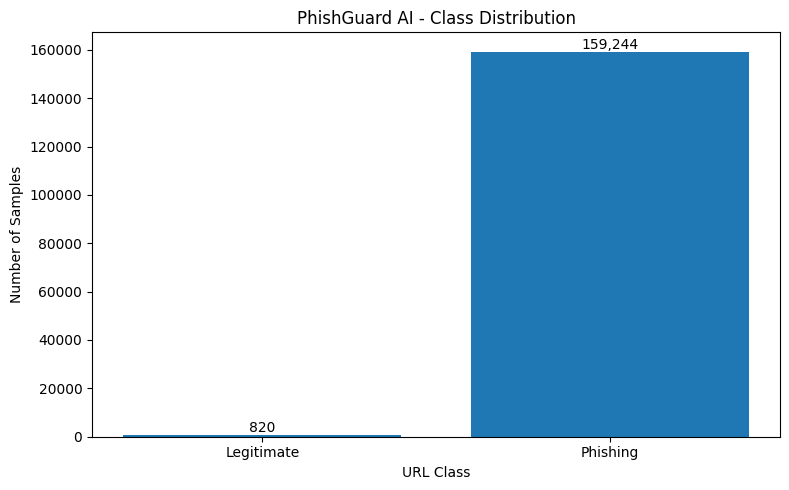 PhishGuard AI - Class Distribution
Number of Samples
160000
140000
120000
100000
80000
60000
40000
20000
0
820
159,244
Legitimate
Phishing
URL Class